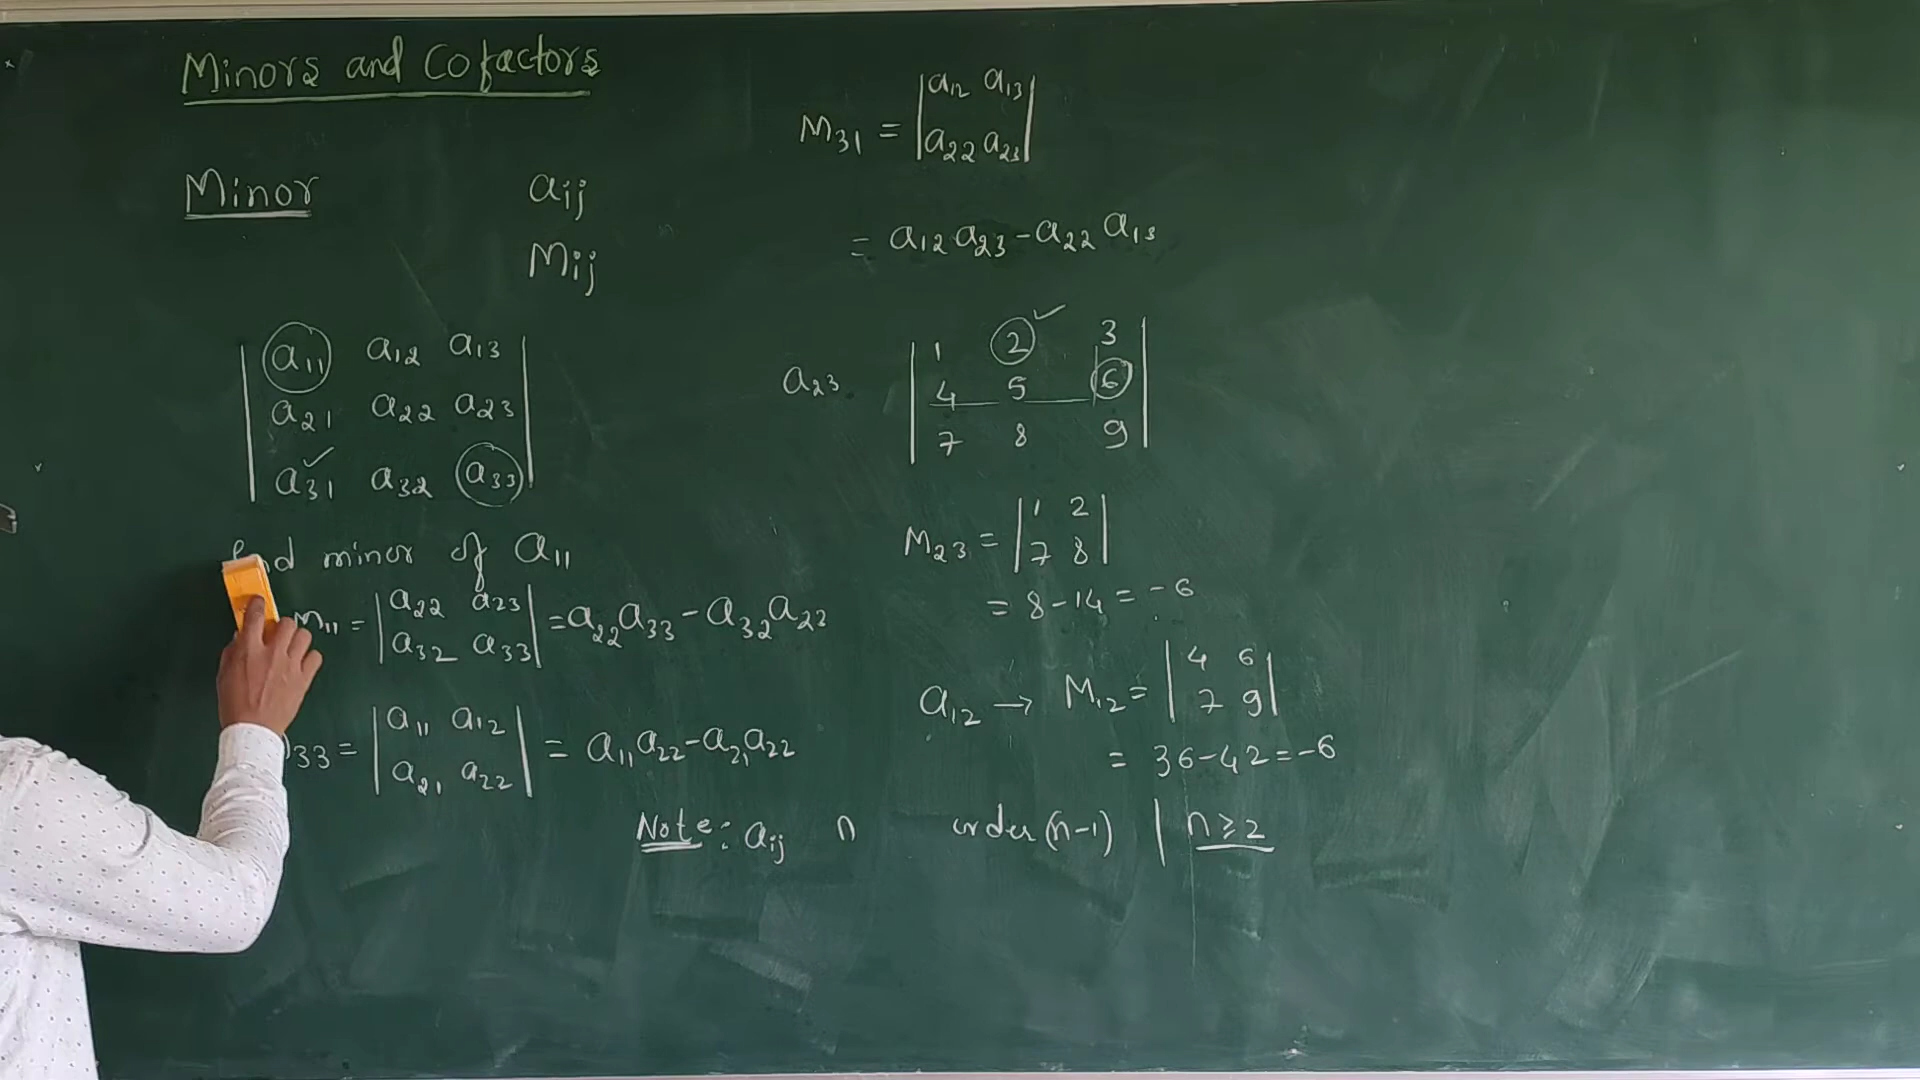 Minors and Cofactors
Minor
aij
Mij
| a11 a12 a13 |
| a21 a22 a23 |
| a31 ✓ a32 a33 |
minor of a11
M11 = | a22 a23 |
| a32 a33 | = a22 a33 - a32 a22
33 = | a11 a12 |
| a21 a22 | = a11 a22 - a21 a22
M31 = | a12 a13 |
| a22 a23 |
= a12 a23 - a22 a13
a23
| 1 2 ✓ 3 |
| 4 5 6 |
| 7 8 9 |
M23 = | 1 2 |
| 7 8 |
= 8-14 = -6
a12 → M12 = | 4 6 |
| 7 9 |
= 36-42 = -6
Note: aij n order (n-1) | n ≥ 2